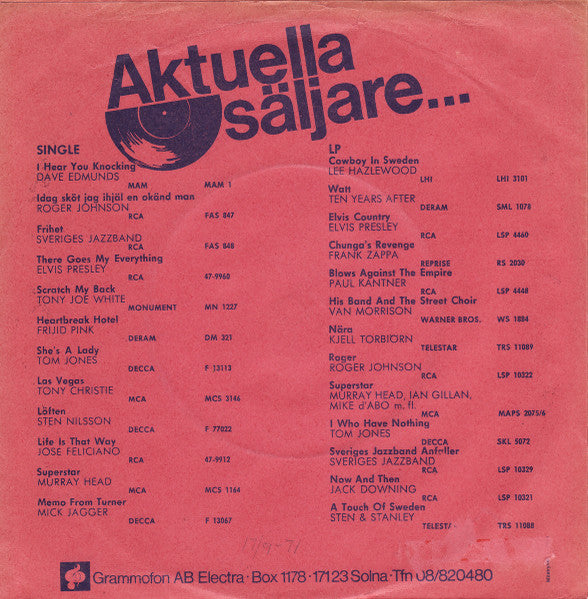 Aktuella
säljare...
SINGLE
I Hear You Knocking
DAVE EDMUNDS
MAM MAM 1
Idag sköt jag ihjäl en okänd man
ROGER JOHNSON
RCA FAS 847
Frihet
SVERIGES JAZZBAND
RCA FAS 848
There Goes My Everything
ELVIS PRESLEY
RCA 47-9960
Scratch My Back
TONY JOE WHITE
MONUMENT MN 1227
Heartbreak Hotel
FRIJID PINK
DERAM DM 321
She's A Lady
TOM JONES
DECCA F 13113
Las Vegas
TONY CHRISTIE
MCA MCS 3146
Löften
STEN NILSSON
DECCA F 77022
Life Is That Way
JOSE FELICIANO
RCA 47-9912
Superstar
MURRAY HEAD
MCA MCS 1164
Memo From Turner
MICK JAGGER
DECCA F 13067
LP
Cowboy In Sweden
LEE HAZLEWOOD
LHI LHI 3101
Watt
TEN YEARS AFTER
DERAM SML 1078
Elvis Country
ELVIS PRESLEY
RCA LSP 4460
Chunga's Revenge
FRANK ZAPPA
REPRISE RS 2030
Blows Against The Empire
PAUL KANTNER
RCA LSP 4448
His Band And The Street Choir
VAN MORRISON
WARNER BROS. WS 1884
Nära
KJELL TORBIÖRN
TELESTAR TRS 11089
Roger
ROGER JOHNSON
RCA LSP 10322
Superstar
MURRAY HEAD, IAN GILLAN,
MIKE d'ABO m. fl.
MCA MAPS 2075/6
I Who Have Nothing
TOM JONES
DECCA SKL 5072
Sveriges Jazzband Anfaller
SVERIGES JAZZBAND
RCA LSP 10329
Now And Then
JACK DOWNING
RCA LSP 10321
A Touch Of Sweden
STEN & STANLEY
TELESTAR TRS 11088
Grammofon AB Electra · Box 1178 · 171 23 Solna · Tfn 08/820480